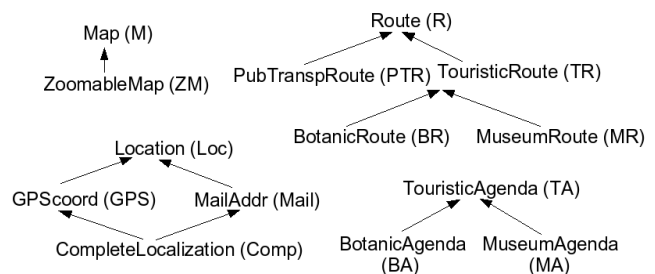 Route (R)
Map (M)
PubTranspRoute (PTR)
TouristicRoute (TR)
ZoomableMap (ZM)
BotanicRoute (BR)
MuseumRoute (MR)
Location (Loc)
GPScoord (GPS)
MailAddr (Mail)
TouristicAgenda (TA)
CompleteLocalization (Comp)
BotanicAgenda
(BA)
MuseumAgenda
(MA)